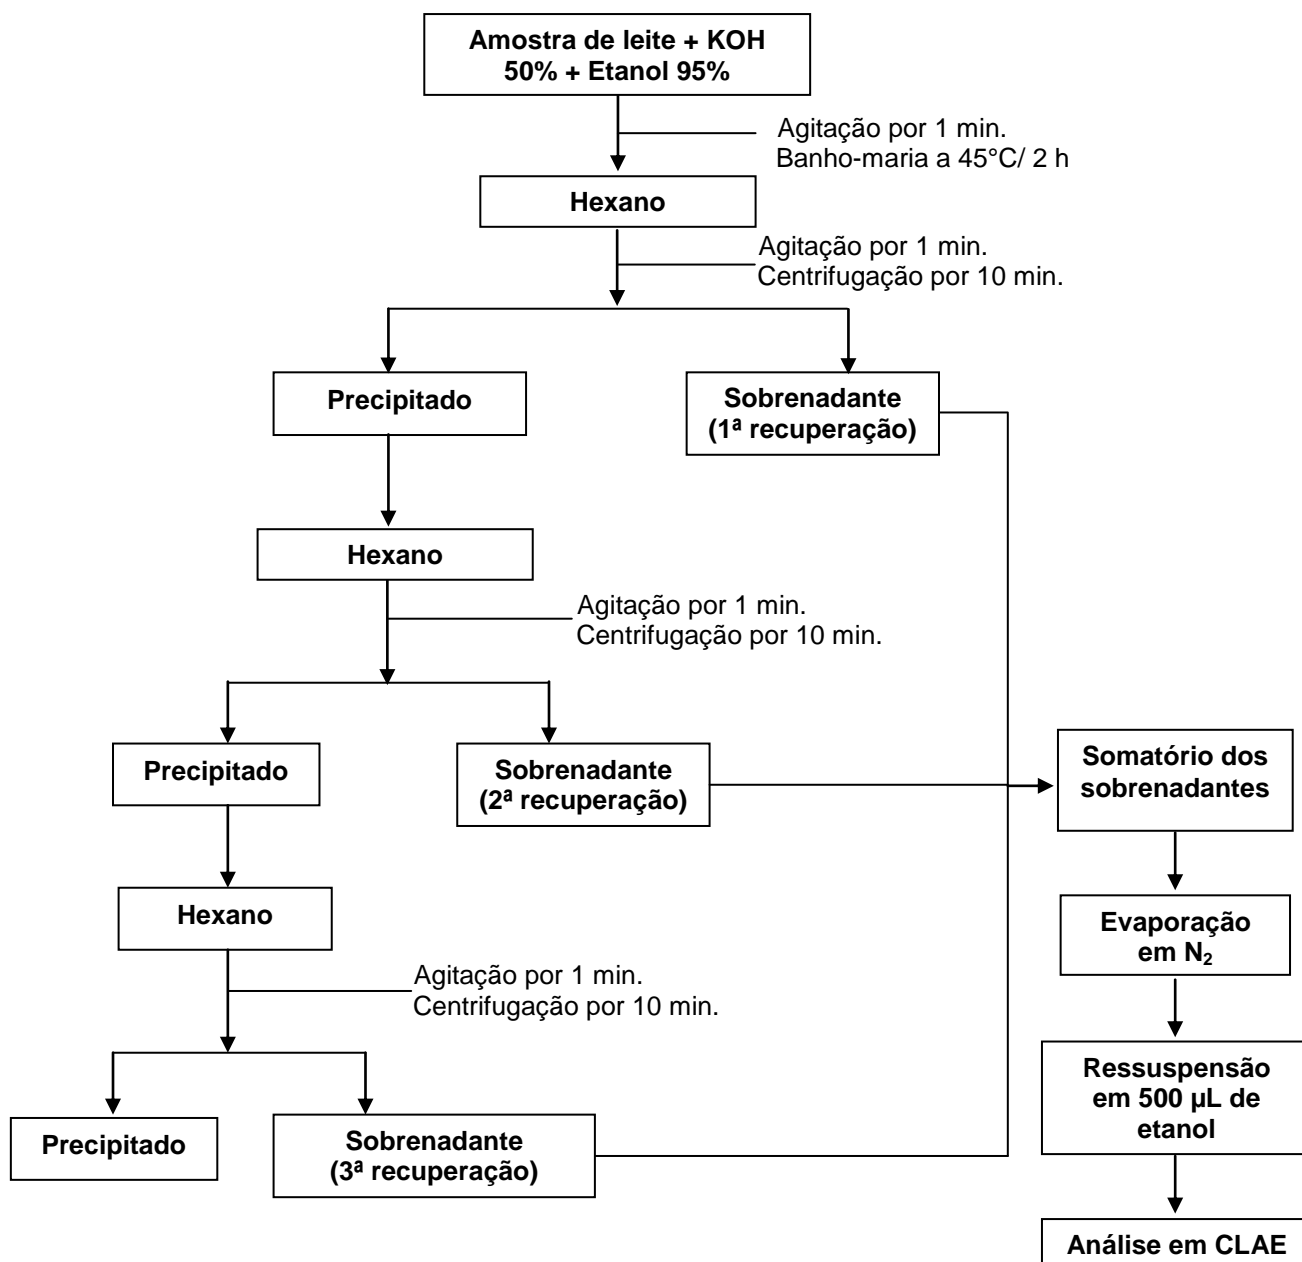 Amostra de leite + KOH
50% + Etanol 95%
Agitação por 1 min.
Banho-maria a 45°C/ 2 h
Hexano
Agitação por 1 min.
Centrifugação por 10 min.
Precipitado
Sobrenadante
(1ª recuperação)
Hexano
Agitação por 1 min.
Centrifugação por 10 min.
Precipitado
Sobrenadante
(2ª recuperação)
Somatório dos
sobrenadantes
Hexano
Evaporação
em N₂
Agitação por 1 min.
Centrifugação por 10 min.
Ressuspensão
em 500 µL de
etanol
Precipitado
Sobrenadante
(3ª recuperação)
Análise em CLAE